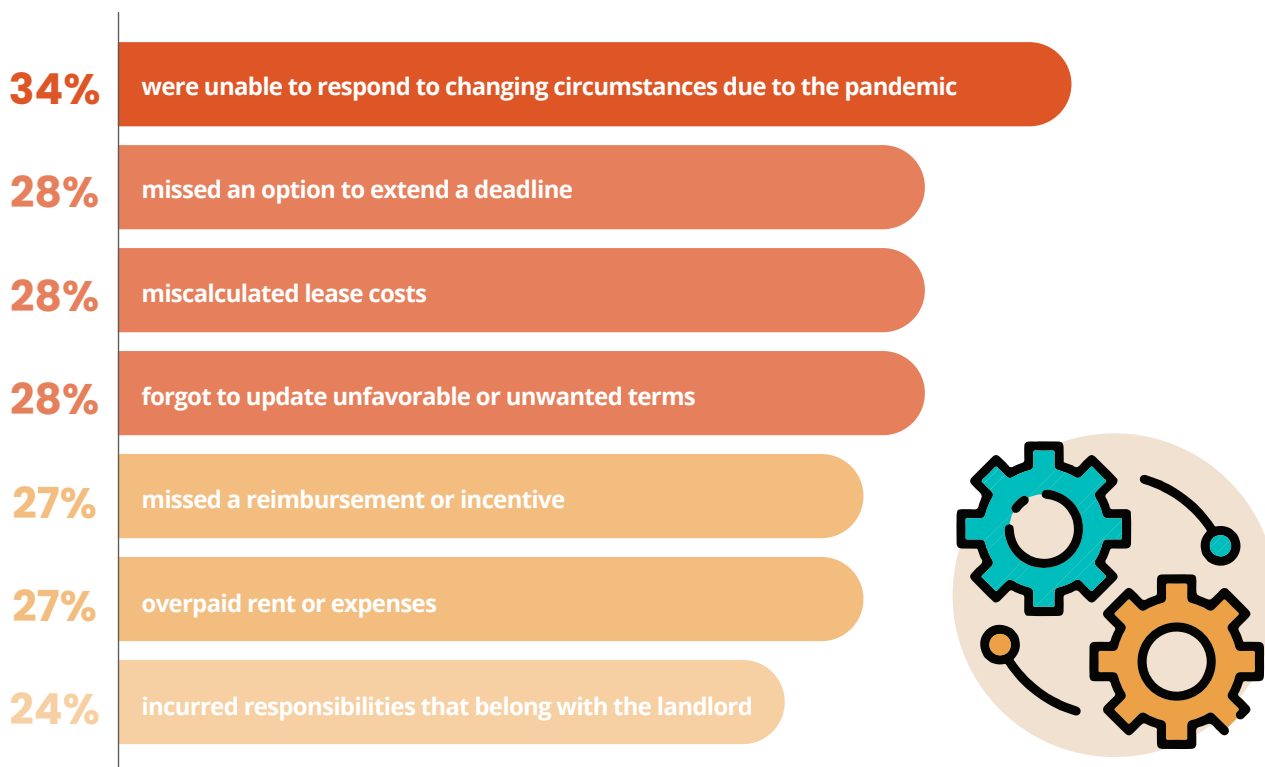 34% were unable to respond to changing circumstances due to the pandemic
28% missed an option to extend a deadline
28% miscalculated lease costs
28% forgot to update unfavorable or unwanted terms
27% missed a reimbursement or incentive
27% overpaid rent or expenses
24% incurred responsibilities that belong with the landlord